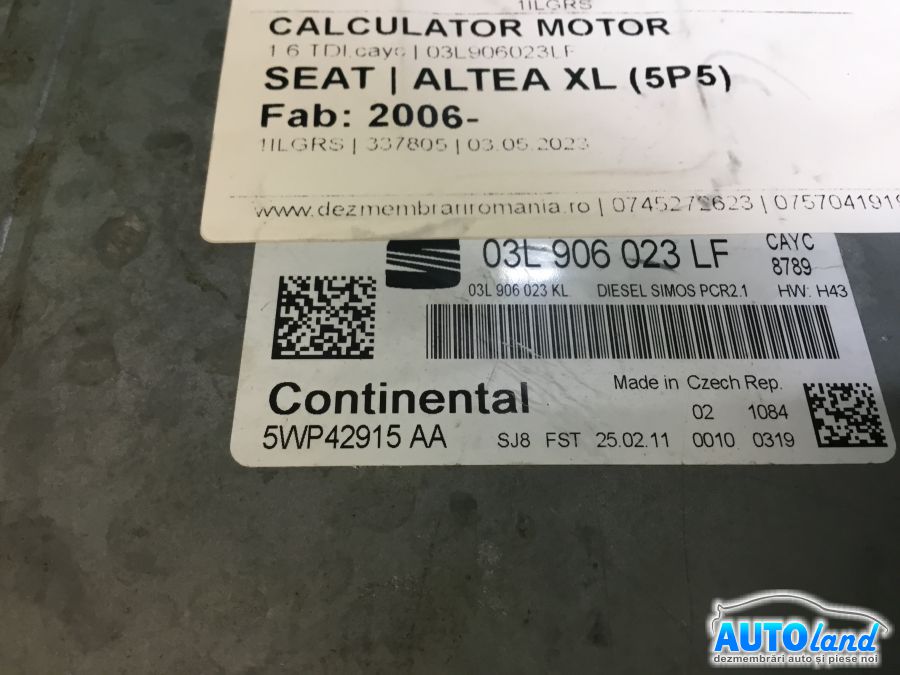 1ILGRS
CALCULATOR MOTOR
1.6 TDI,cayc | 03L906023LF
SEAT | ALTEA XL (5P5)
Fab: 2006-
1ILGRS | 337805 | 03.05.2023
www.dezmembrariromania.ro | 0745272623 | 0757041919
03L 906 023 LF
CAYC
8789
03L 906 023 KL DIESEL SIMOS PCR2.1 HW: H43
Continental
Made in Czech Rep.
02 1084
5WP42915 AA
SJ8 FST 25.02.11 0010 0319
AUTOland
dezmembrări auto și piese noi